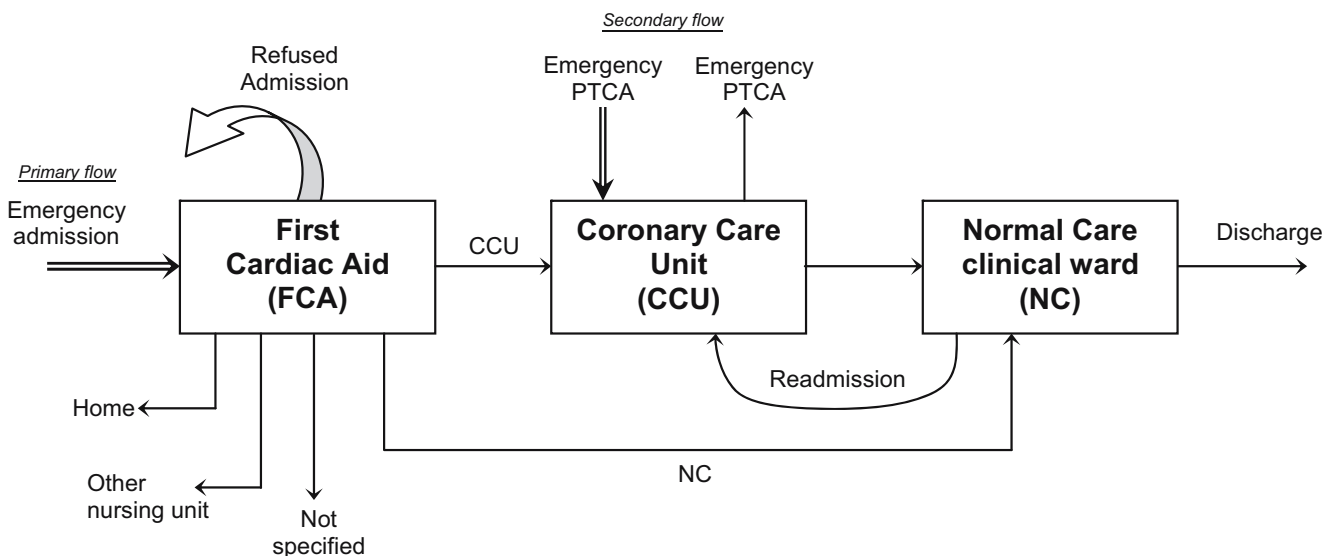 Secondary flow
Refused
Admission
Emergency
PTCA
Emergency
PTCA
Primary flow
Emergency
admission
First
Cardiac Aid
(FCA)
CCU
Coronary Care
Unit
(CCU)
Normal Care
clinical ward
(NC)
Discharge
Readmission
Home
NC
Other
nursing unit
Not
specified